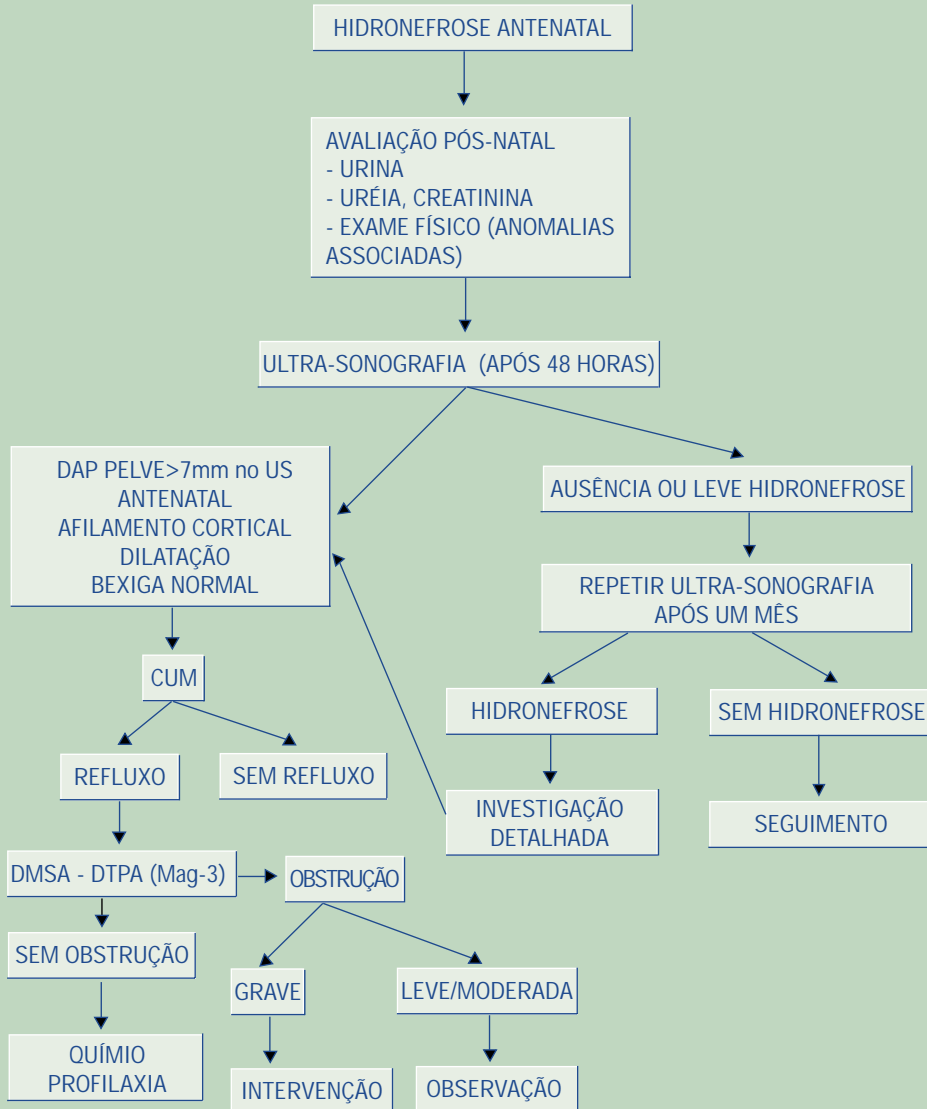 HIDRONEFROSE ANTENATAL
AVALIAÇÃO PÓS-NATAL
- URINA
- URÉIA, CREATININA
- EXAME FÍSICO (ANOMALIAS
ASSOCIADAS)
ULTRA-SONOGRAFIA (APÓS 48 HORAS)
DAP PELVE>7mm no US
ANTENATAL
AFILAMENTO CORTICAL
DILATAÇÃO
BEXIGA NORMAL
AUSÊNCIA OU LEVE HIDRONEFROSE
REPETIR ULTRA-SONOGRAFIA
APÓS UM MÊS
CUM
HIDRONEFROSE
SEM HIDRONEFROSE
REFLUXO
SEM REFLUXO
INVESTIGAÇÃO
DETALHADA
SEGUIMENTO
DMSA - DTPA (Mag-3)
OBSTRUÇÃO
SEM OBSTRUÇÃO
GRAVE
LEVE/MODERADA
QUÍMIO
PROFILAXIA
INTERVENÇÃO
OBSERVAÇÃO